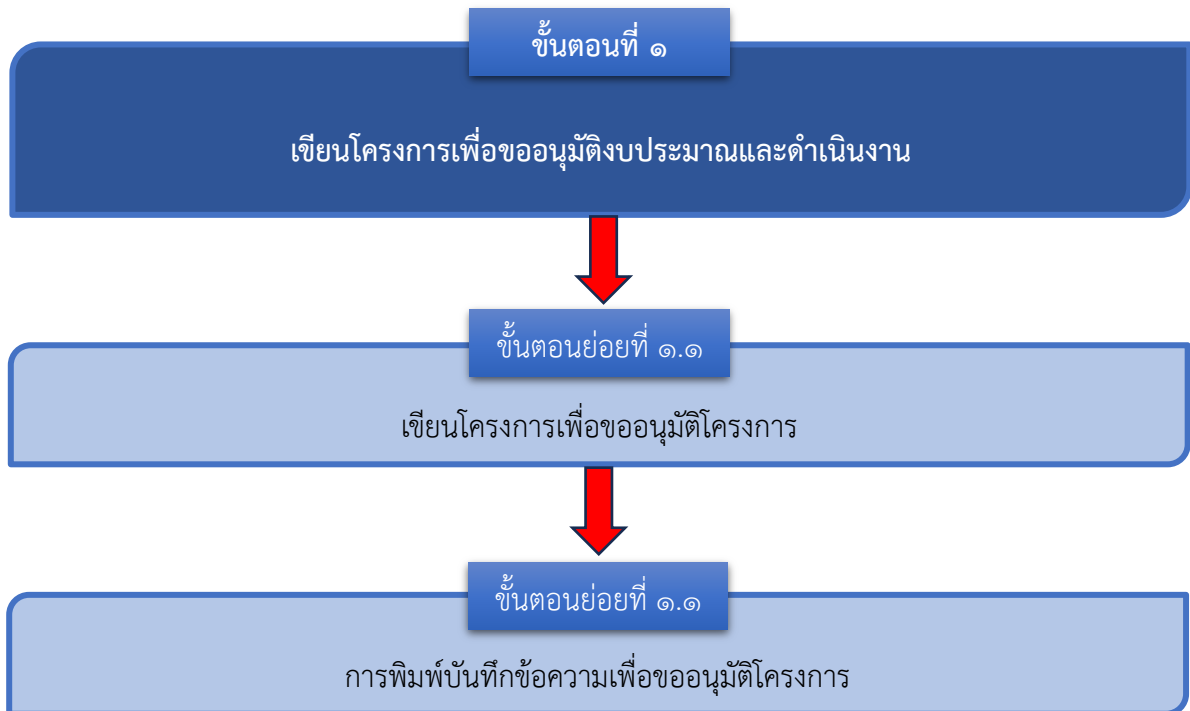 ขั้นตอนที่ ๑
เขียนโครงการเพื่อขออนุมัติงบประมาณและดำเนินงาน
ขั้นตอนย่อยที่ ๑.๑
เขียนโครงการเพื่อขออนุมัติโครงการ
ขั้นตอนย่อยที่ ๑.๑
การพิมพ์บันทึกข้อความเพื่อขออนุมัติโครงการ